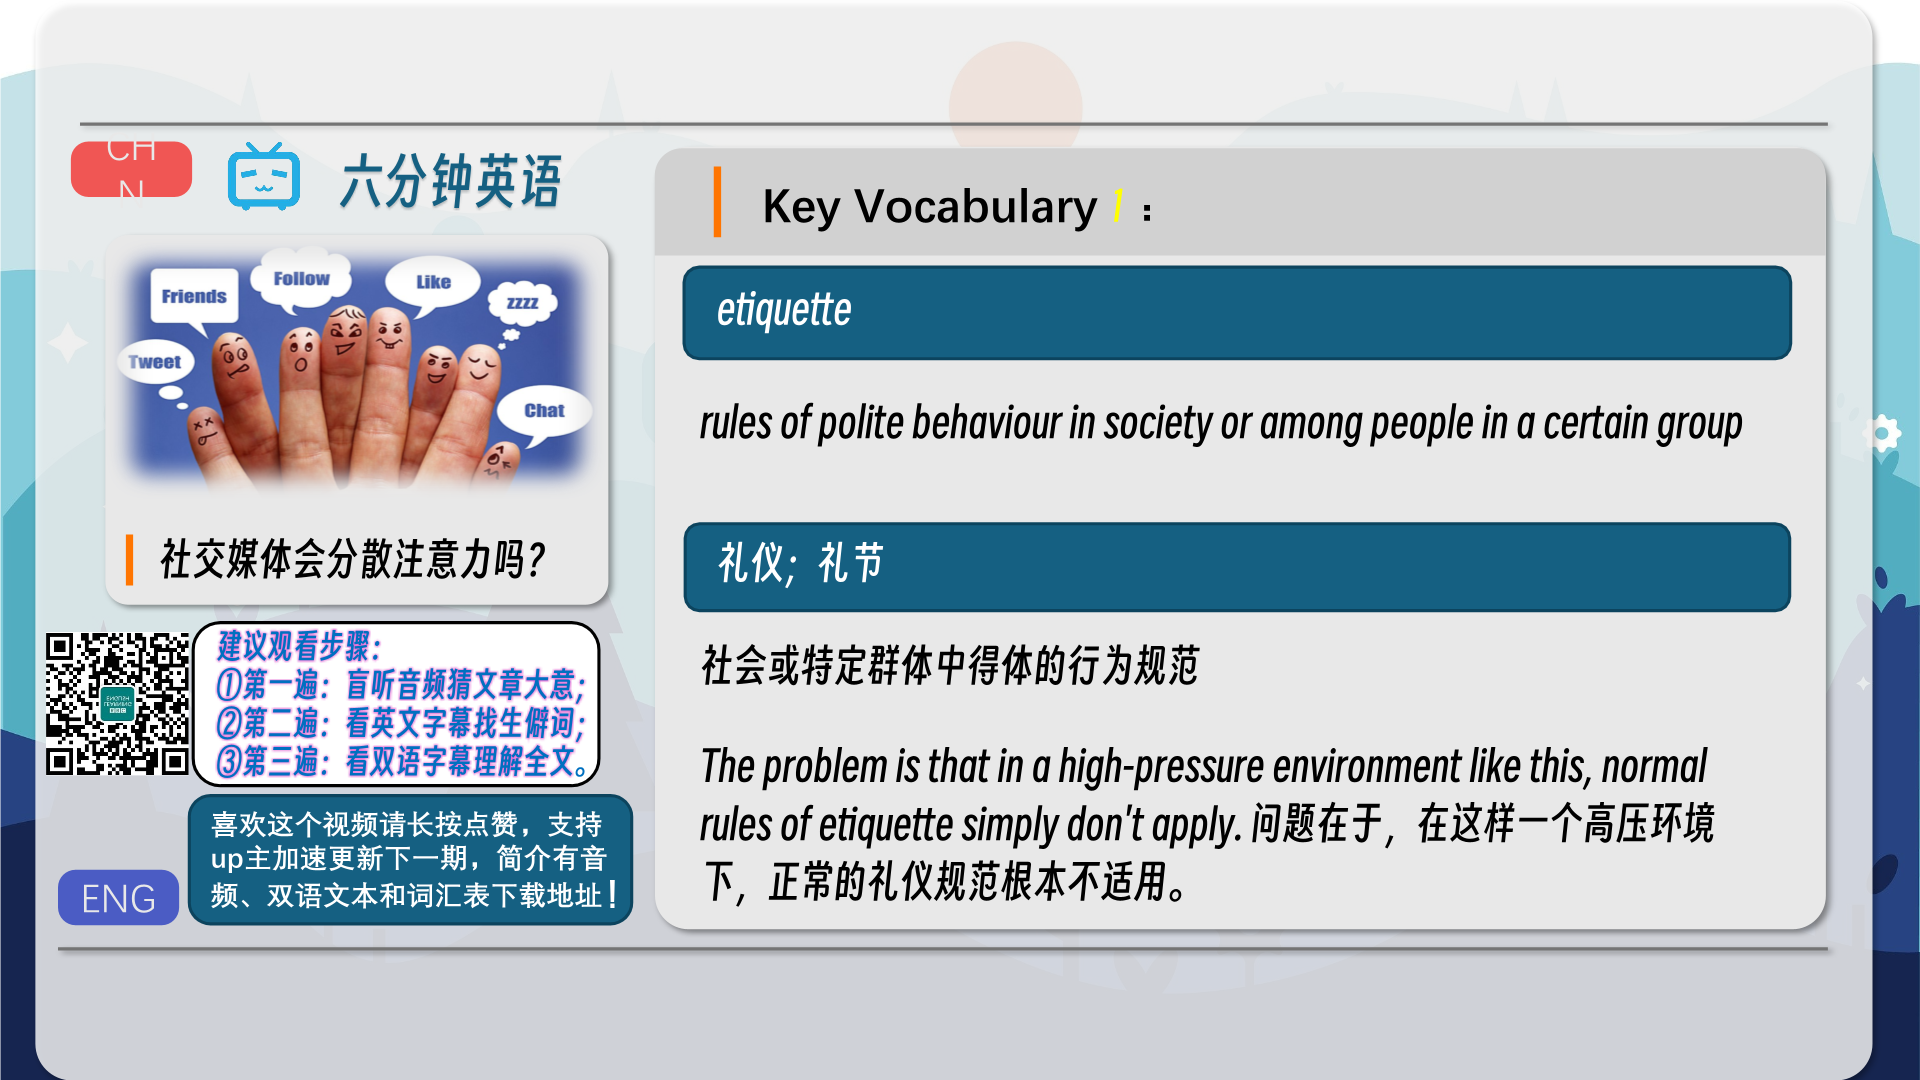 CH
N
六分钟英语
Friends
Follow
Like
zzzz
Tweet
Chat
社交媒体会分散注意力吗?
建议观看步骤:
①第一遍: 盲听音频猜文章大意;
②第二遍: 看英文字幕找生僻词;
③第三遍: 看双语字幕理解全文。
喜欢这个视频请长按点赞，支持
up主加速更新下一期，简介有音
频、双语文本和词汇表下载地址!
ENG
Key Vocabulary 1 :
etiquette
rules of polite behaviour in society or among people in a certain group
礼仪; 礼节
社会或特定群体中得体的行为规范
The problem is that in a high-pressure environment like this, normal
rules of etiquette simply don't apply. 问题在于，在这样一个高压环境
下，正常的礼仪规范根本不适用。